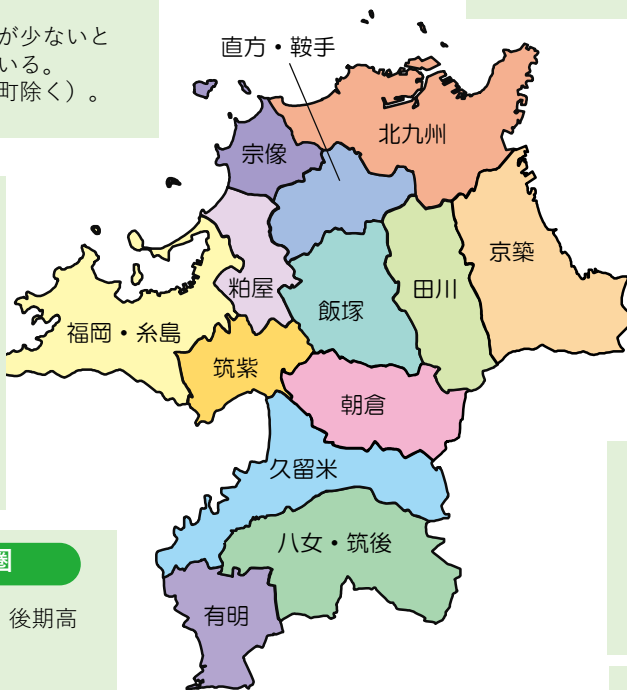 が少ないと
いる。
町除く）。
直方・鞍手
北九州
宗像
京築
粕屋
飯塚
田川
福岡・糸島
筑紫
朝倉
久留米
八女・筑後
圏
後期高
有明